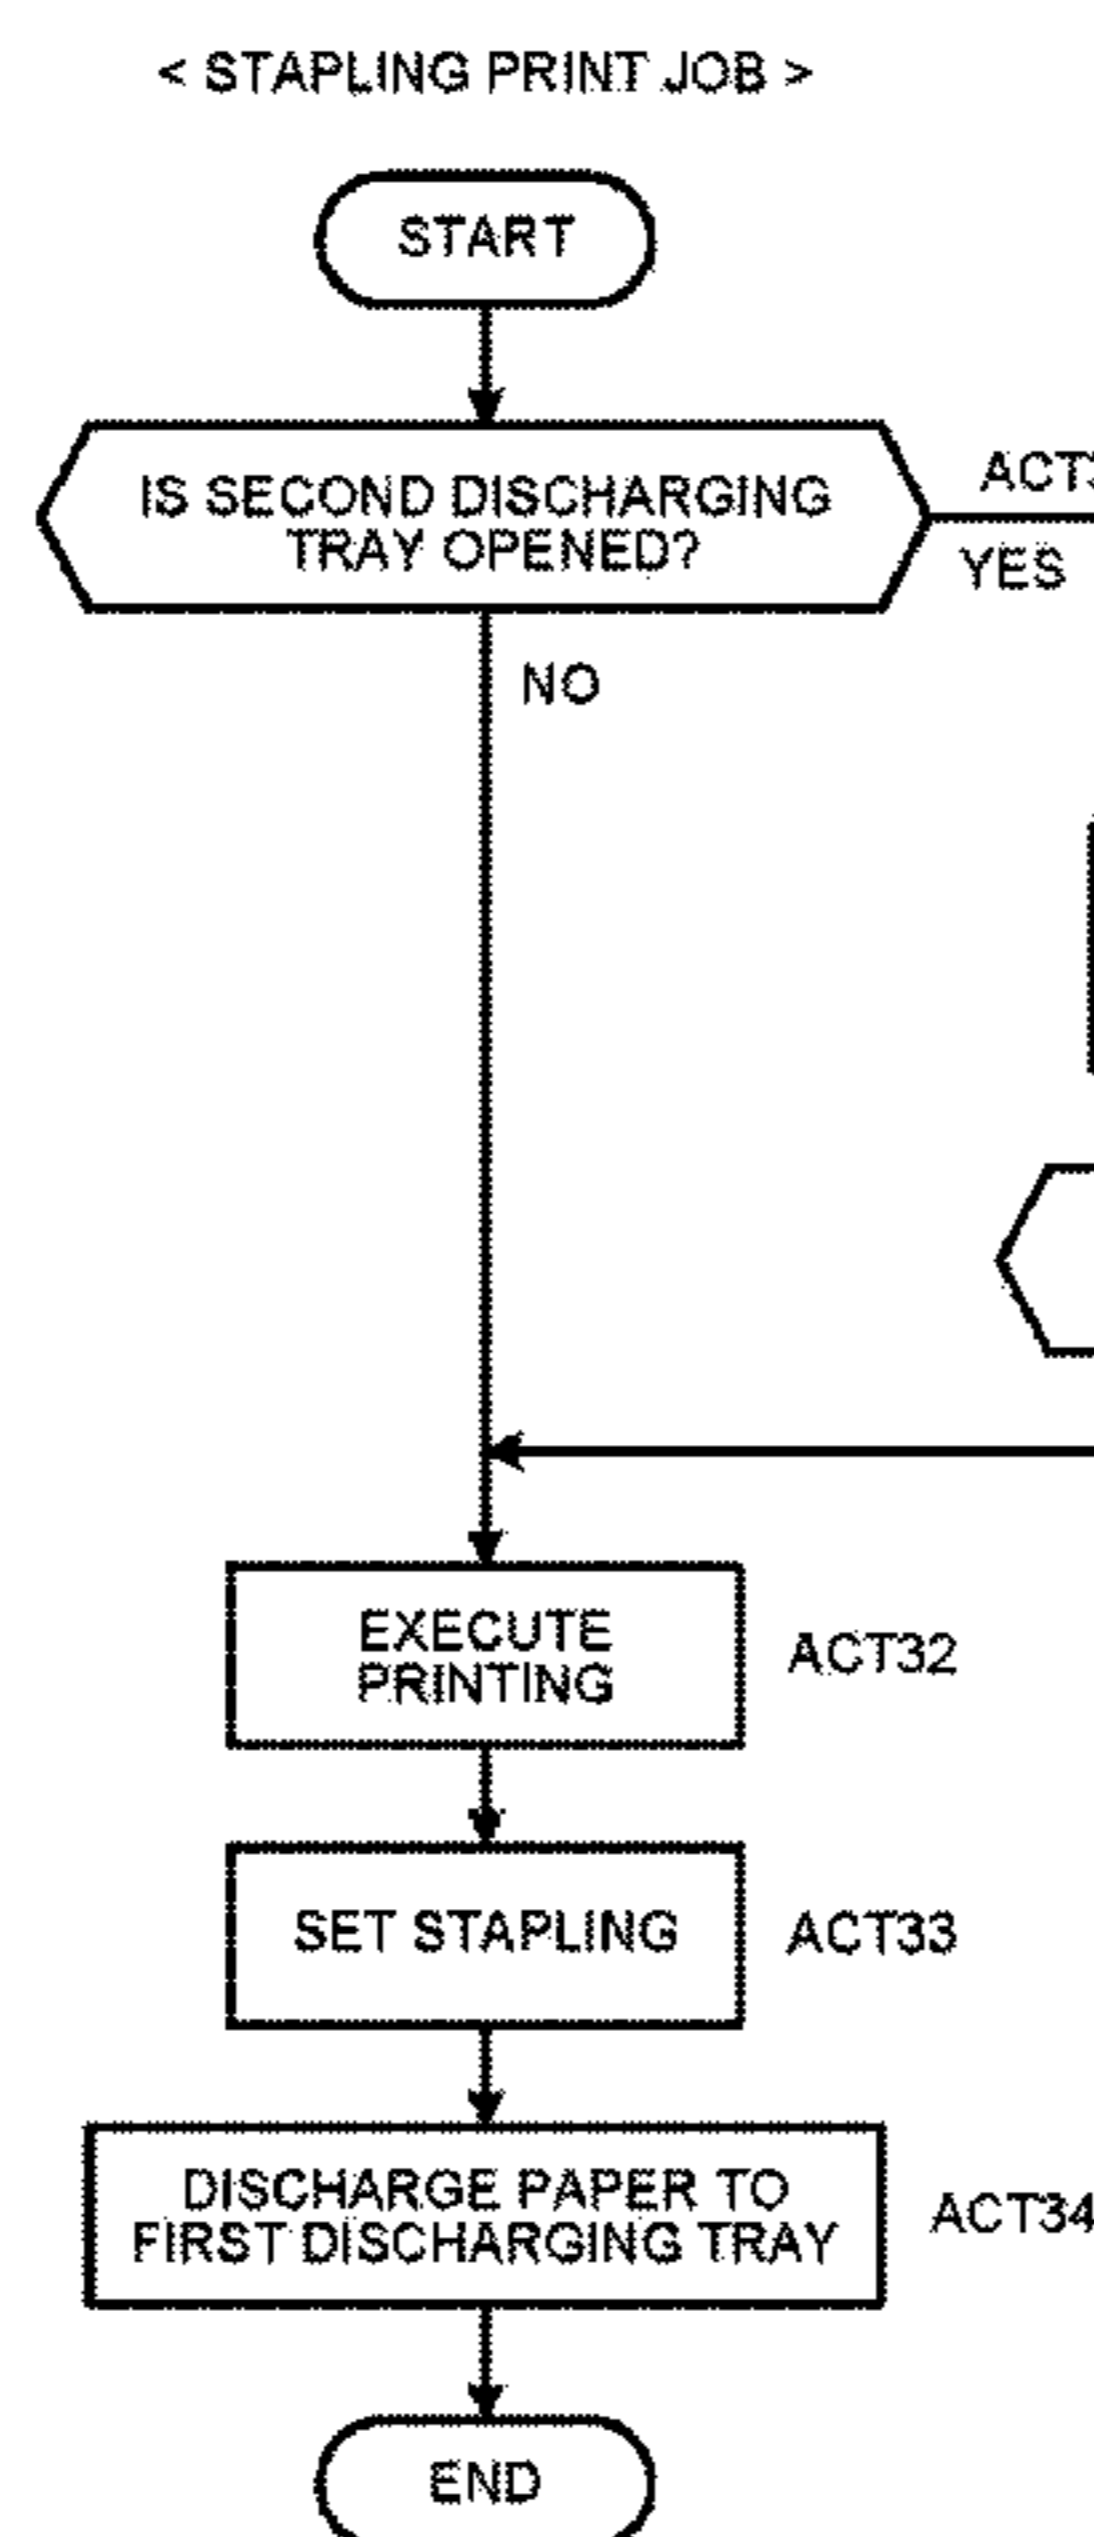 < STAPLING PRINT JOB >
START
IS SECOND DISCHARGING
TRAY OPENED?
YES
NO
EXECUTE
PRINTING
ACT32
SET STAPLING
ACT33
DISCHARGE PAPER TO
FIRST DISCHARGING TRAY
ACT34
END